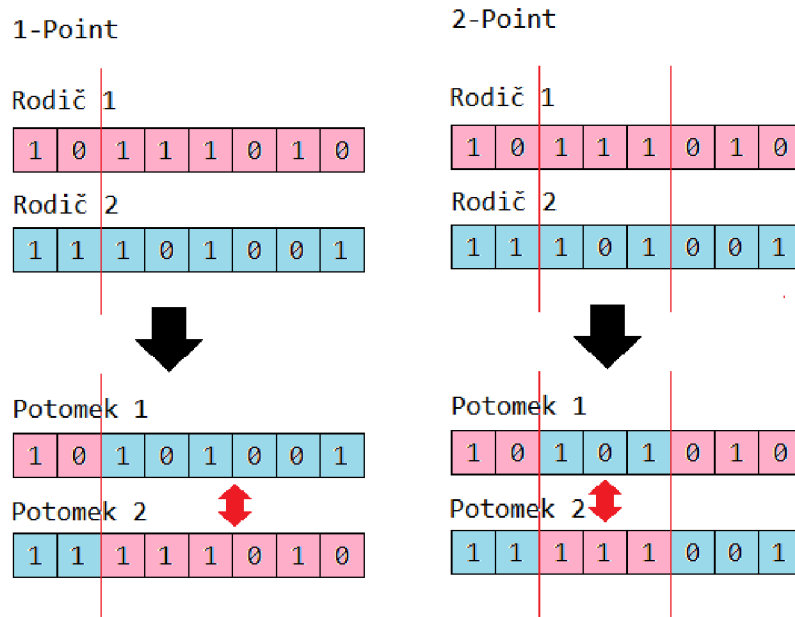 1-Point
Rodič 1
1 0 1 1 1 0 1 0
Rodič 2
1 1 1 0 1 0 0 1
Potomek 1
1 0 1 0 1 0 0 1
Potomek 2
1 1 1 1 1 0 1 0
2-Point
Rodič 1
1 0 1 1 1 0 1 0
Rodič 2
1 1 1 0 1 0 0 1
Potomek 1
1 0 1 0 1 0 1 0
Potomek 2
1 1 1 1 1 0 0 1